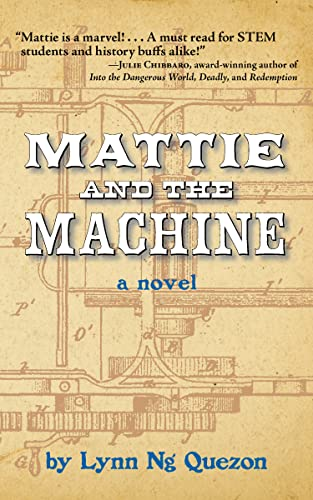 “Mattie is a marvel! . . . A must read for STEM
students and history buffs alike!”
—Julie Chibbaro, award-winning author of
Into the Dangerous World, Deadly, and Redemption
MATTIE
AND THE
MACHINE
a novel
by Lynn Ng Quezon